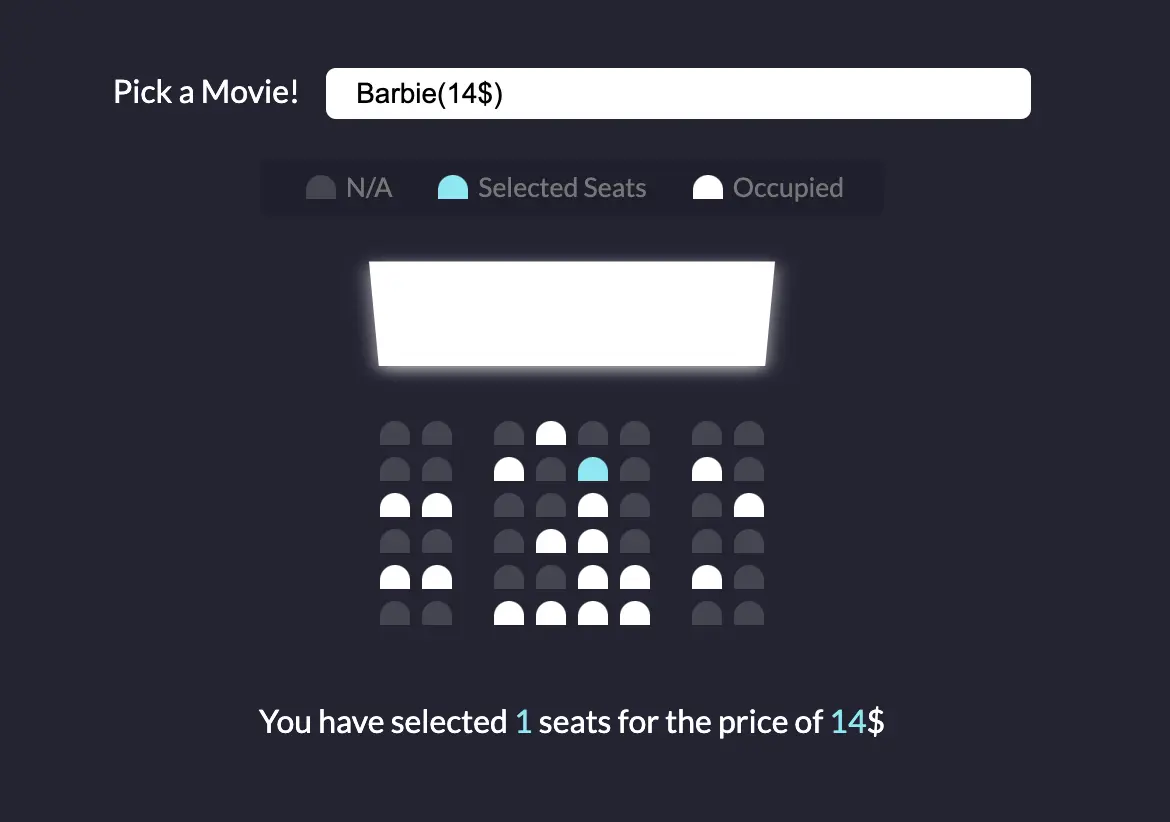 Pick a Movie! Barbie(14$)
N/A Selected Seats Occupied
You have selected 1 seats for the price of 14$